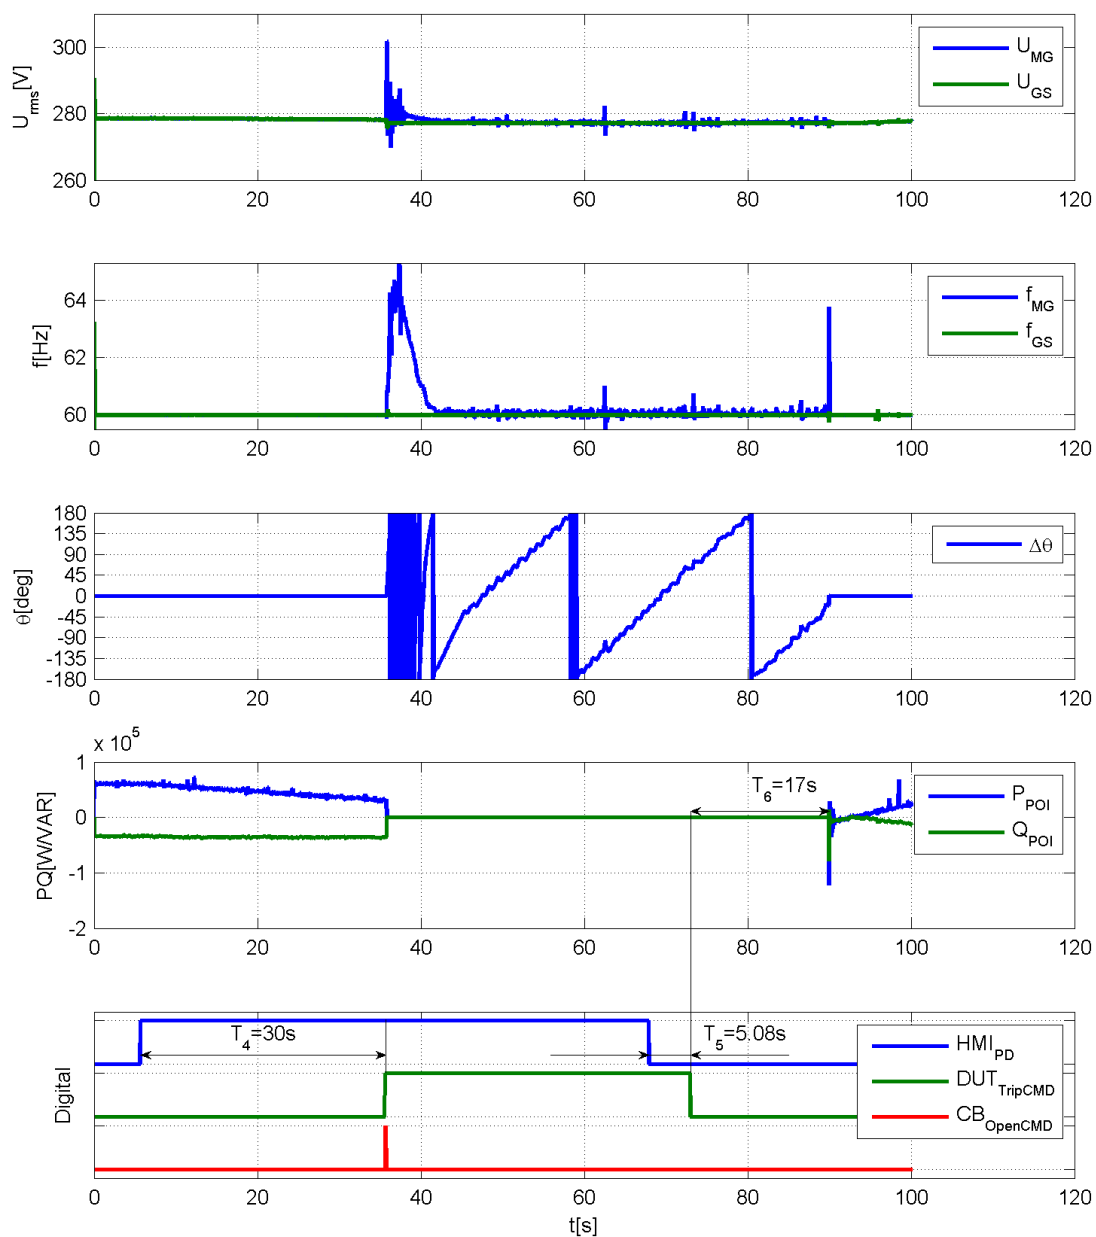 300
280
260
U_rms[V]
0 20 40 60 80 100 120
U_MG
U_GS
64
62
60
f[Hz]
0 20 40 60 80 100 120
f_MG
f_GS
180
135
90
45
0
-45
-90
-135
-180
θ[deg]
0 20 40 60 80 100 120
Δθ
x 10^5
1
0
-1
-2
PQ[W/VAR]
T_6=17s
0 20 40 60 80 100 120
P_POI
Q_POI
Digital
T_4=30s
T_5=5.08s
HMI_PD
DUT_TripCMD
CB_OpenCMD
0 20 40 60 80 100 120
t[s]